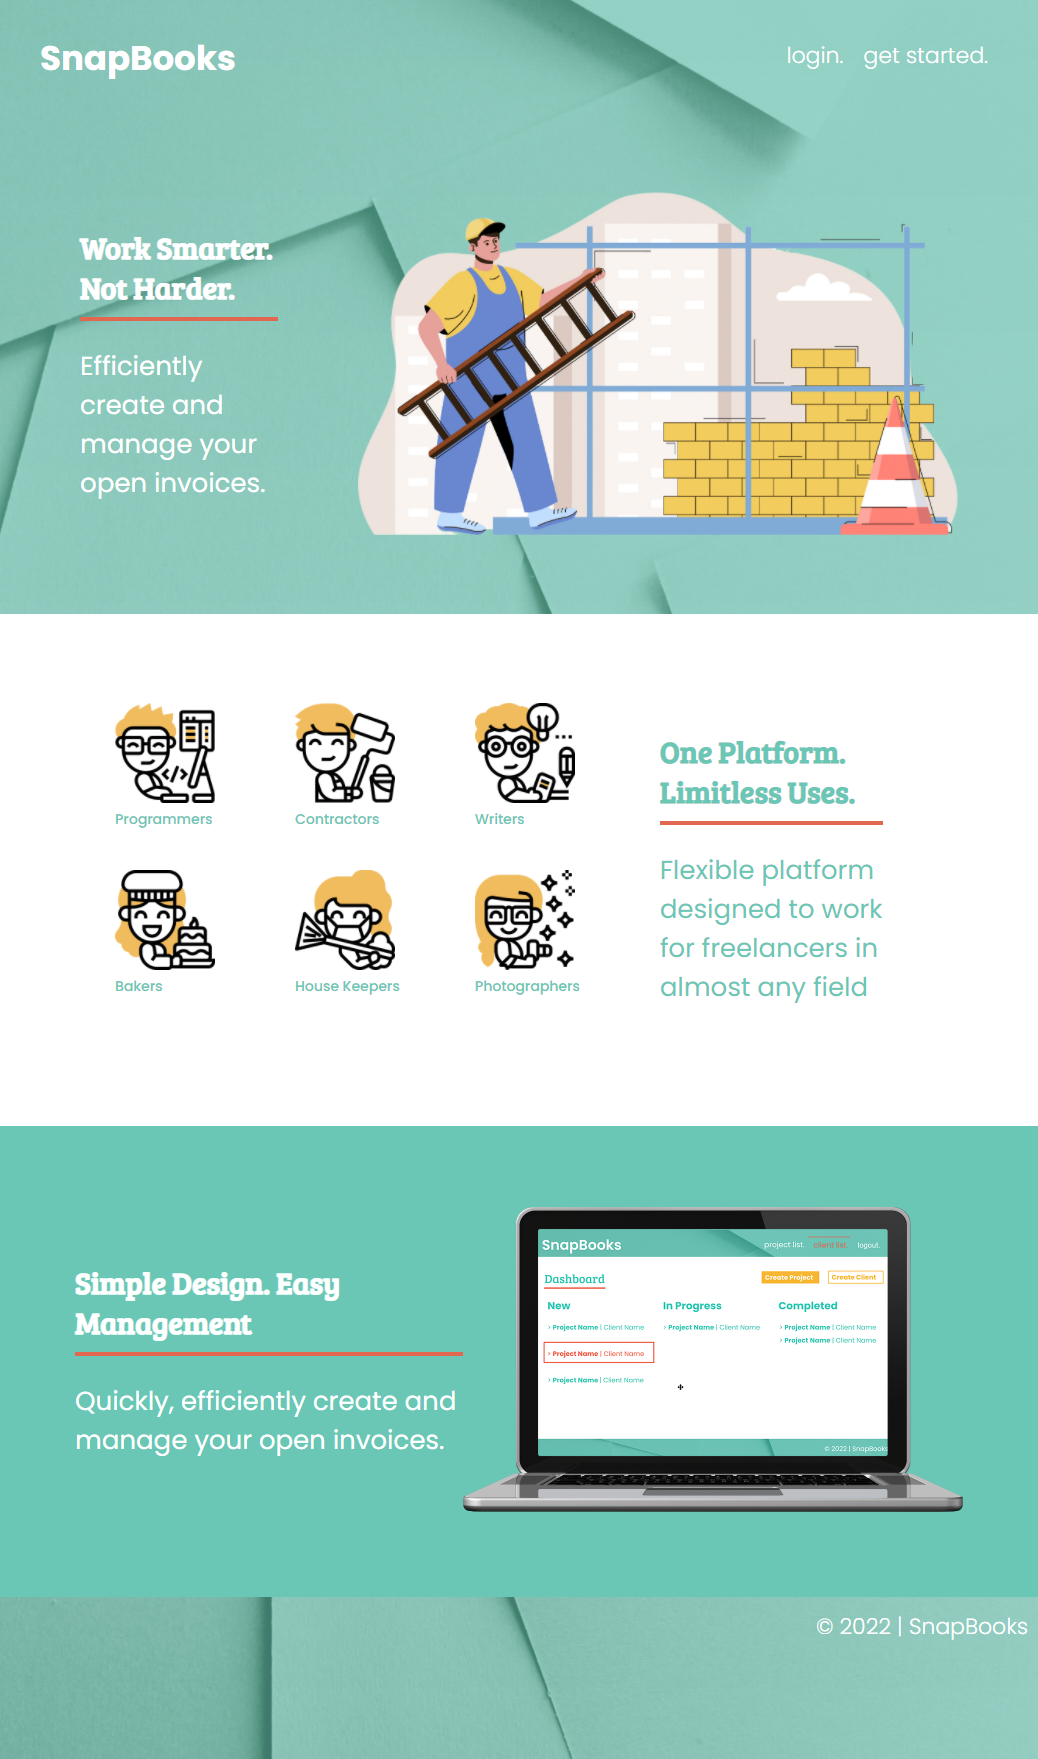 SnapBooks
login. get started.
Work Smarter.
Not Harder.
Efficiently
create and
manage your
open invoices.
</>
Programmers
Contractors
Writers
Bakers
House Keepers
Photographers
One Platform.
Limitless Uses.
Flexible platform
designed to work
for freelancers in
almost any field
Simple Design. Easy
Management
Quickly, efficiently create and
manage your open invoices.
SnapBooks
project list. client list. logout.
Dashboard
Create Project Create Client
New In Progress Completed
> Project Name | Client Name > Project Name | Client Name > Project Name | Client Name
> Project Name | Client Name
> Project Name | Client Name
> Project Name | Client Name
© 2022 | SnapBooks
© 2022 | SnapBooks